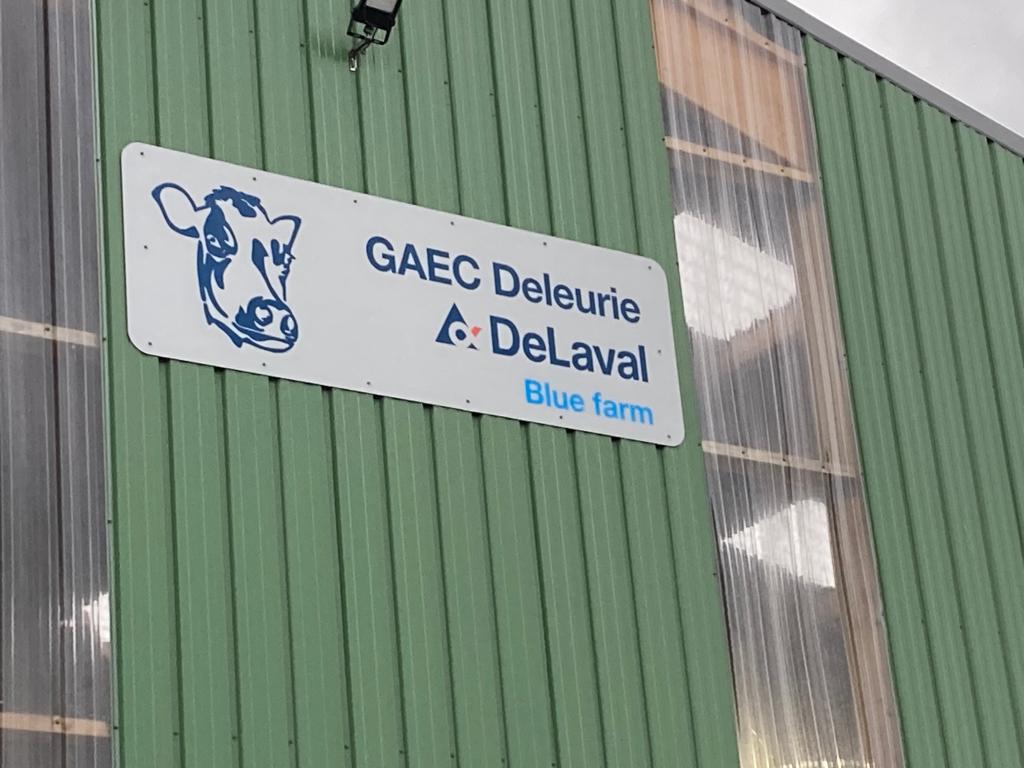 GAEC Deleurie
DeLaval
Blue farm